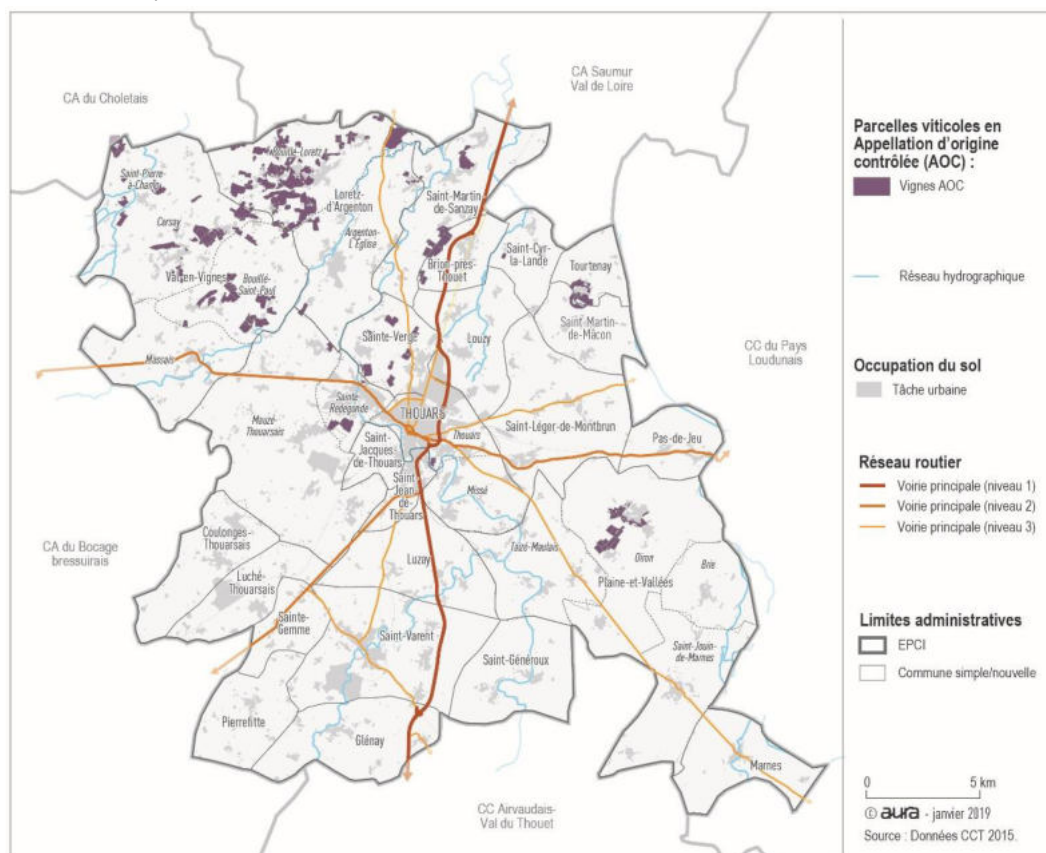 CA Saumur
Val de Loire
CA du Choletais
Bouillé-Loretz
Saint-Pierre-
à-Champ
Loretz-
d'Argenton
Saint-Martin
de-Sanzay
Cersay
Argenton-
L'Église
Saint-Cyr-
la-Lande
Brion-près-
Thouet
Tourtenay
Val-en-Vignes
Bouillé-
Saint-Paul
Saint-Martin-
de-Mâcon
Sainte-Verge
Louzy
CC du Pays
Loudunais
Massais
Sainte
Radegonde
THOUARS
Mauzé-
Thouarsais
Thouars
Saint-Léger-de-Montbrun
Pas-de-Jeu
Saint-
Jacques-
de-Thouars
Saint
Jean
de-
Thouars
Missé
Coulonges-
Thouarsais
CA du Bocage
bressuirais
Oiron
Taizé-Maulais
Brie
Luzay
Plaine-et-Vallées
Luché-
Thouarsais
Sainte-
Gemme
Saint-Varent
Saint-Jouin-
de-Marnes
Saint-Généroux
Pierrefitte
Glénay
Marnes
CC Airvaudais-
Val du Thouet
Parcelles viticoles en
Appellation d'origine
contrôlée (AOC) :
Vignes AOC
Réseau hydrographique
Occupation du sol
Tâche urbaine
Réseau routier
Voirie principale (niveau 1)
Voirie principale (niveau 2)
Voirie principale (niveau 3)
Limites administratives
EPCI
Commune simple/nouvelle
0 5 km
© aura - janvier 2019
Source : Données CCT 2015.